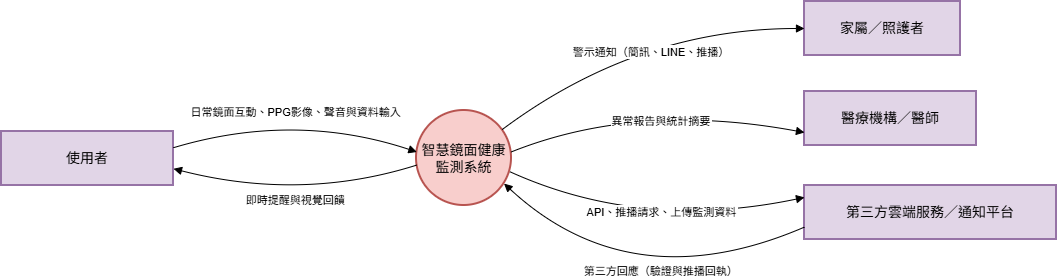 家屬／照護者
警示通知（簡訊、LINE、推播）
日常鏡面互動、PPG影像、聲音與資料輸入
醫療機構／醫師
異常報告與統計摘要
使用者
智慧鏡面健康
監測系統
即時提醒與視覺回饋
API、推播請求、上傳監測資料
第三方雲端服務／通知平台
第三方回應（驗證與推播回執）